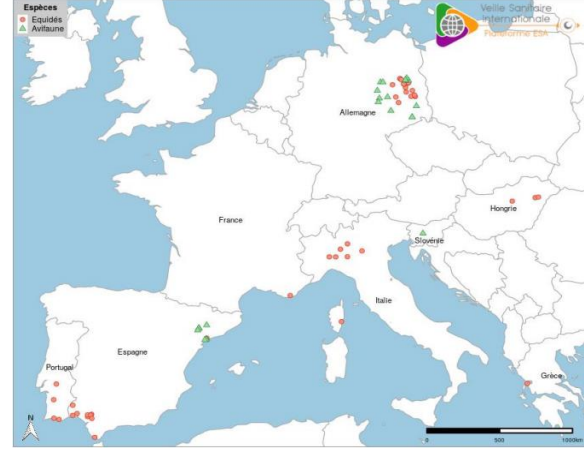 Espèces
Equidés
Avifaune
Veille Sanitaire
Internationale
Plateforme ESA
Allemagne
France
Hongrie
Slovénie
Italie
Espagne
Portugal
Grèce
N
0
500
1000km